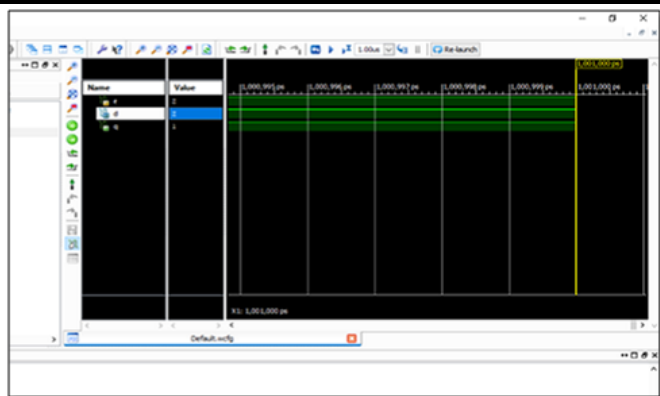 1.00us Re-launch
1,001,000 ps
Name Value 1,000,995 ps 1,000,996 ps 1,000,997 ps 1,000,998 ps 1,000,999 ps 1,001,000 ps
2
d 2
q 1
X1: 1,001,000 ps
Default.wcfg